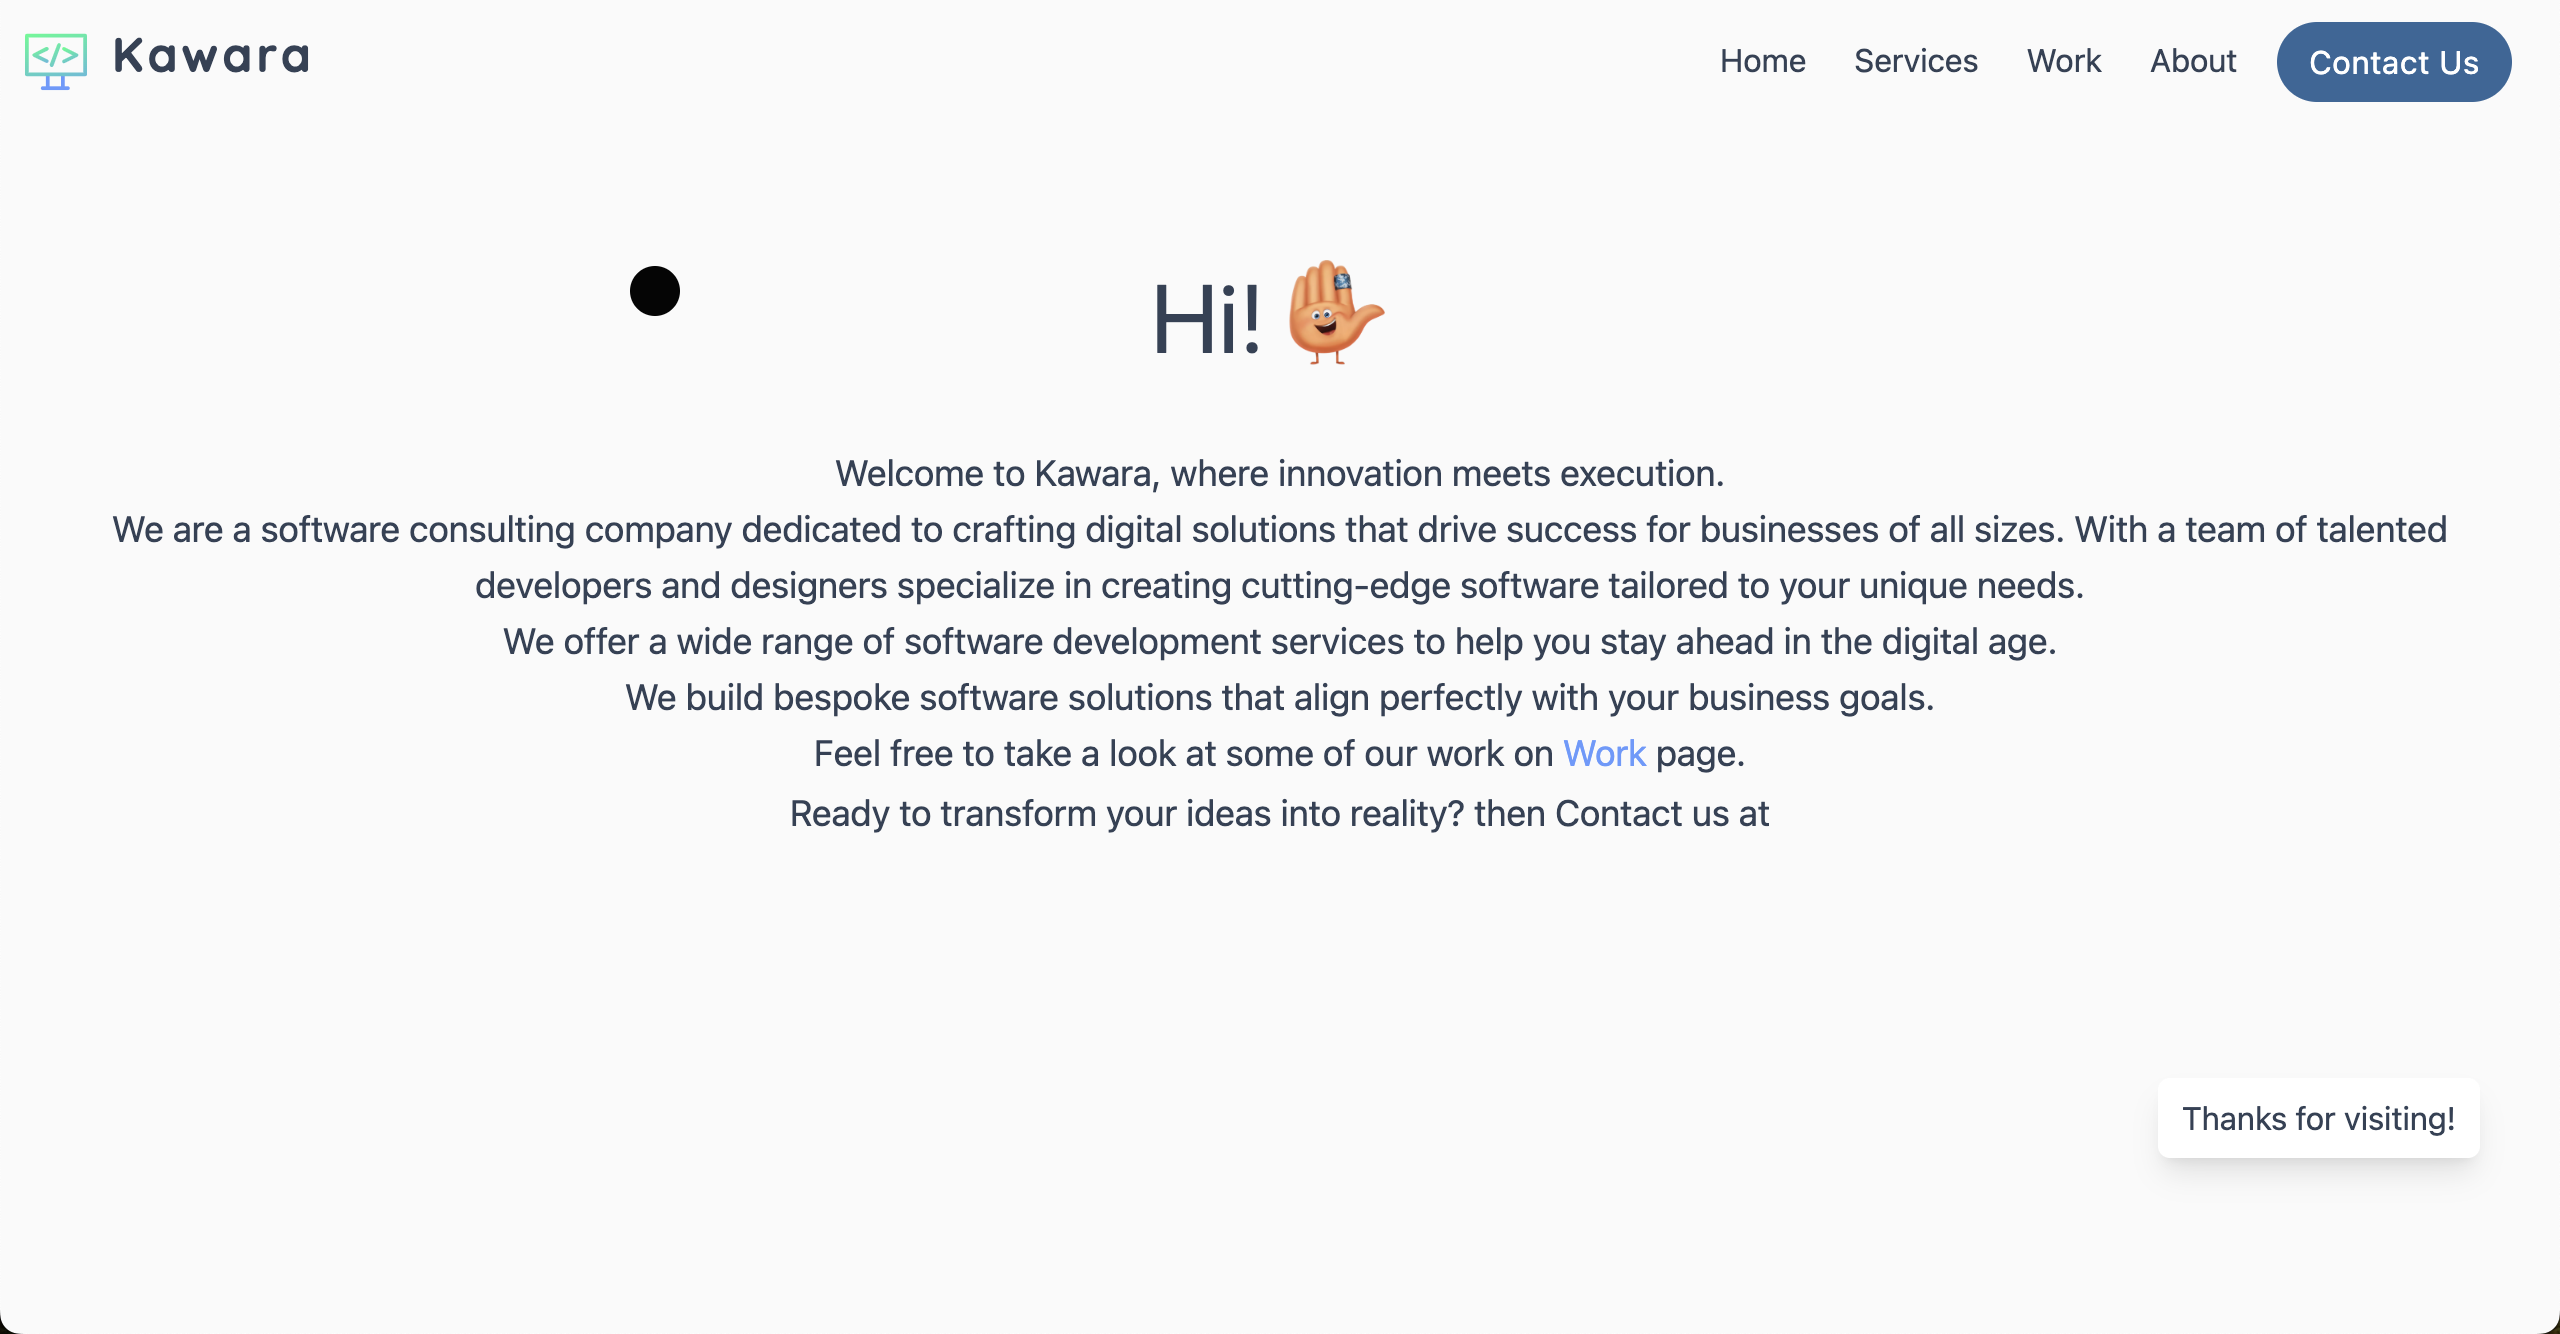 </>
Kawara
Home Services Work About Contact Us
Hi!
Welcome to Kawara, where innovation meets execution.
We are a software consulting company dedicated to crafting digital solutions that drive success for businesses of all sizes. With a team of talented
developers and designers specialize in creating cutting-edge software tailored to your unique needs.
We offer a wide range of software development services to help you stay ahead in the digital age.
We build bespoke software solutions that align perfectly with your business goals.
Feel free to take a look at some of our work on Work page.
Ready to transform your ideas into reality? then Contact us at
Thanks for visiting!